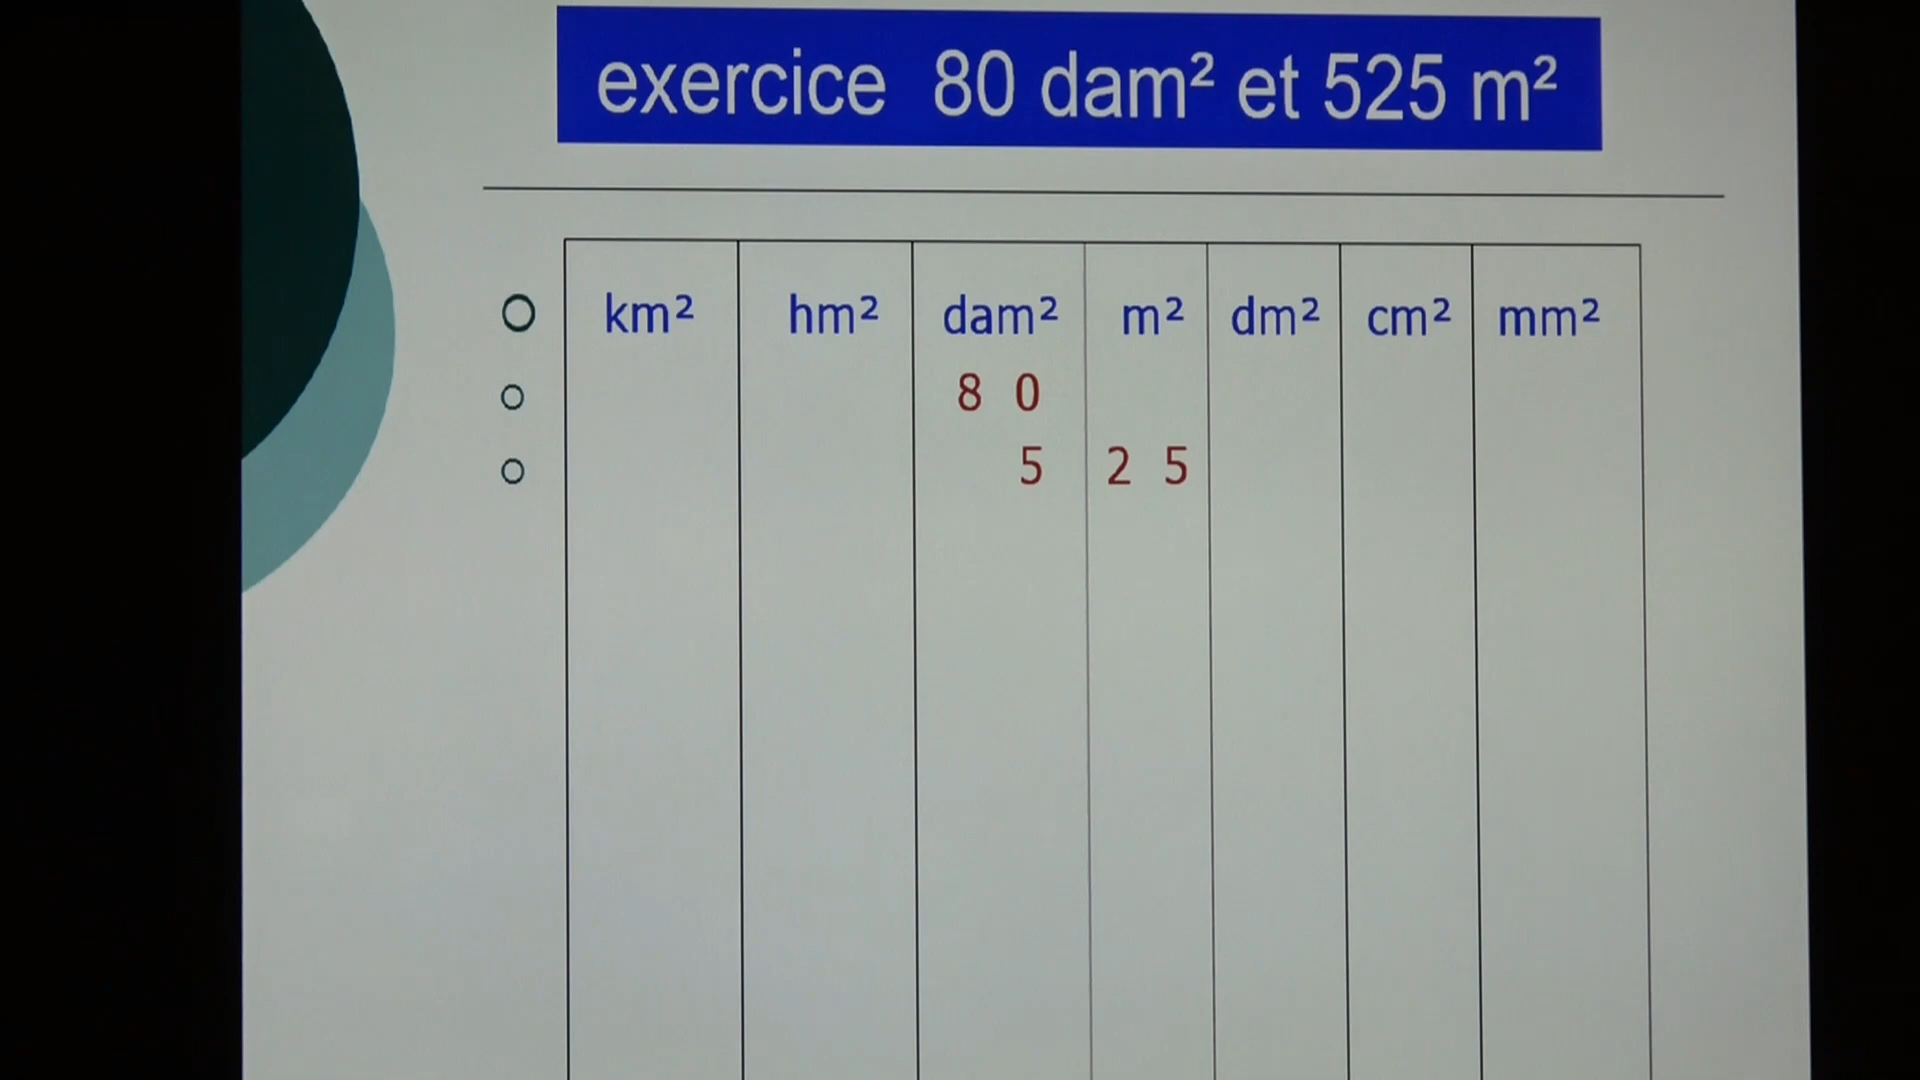 exercice 80 dam² et 525 m²
km² hm² dam² m² dm² cm² mm²
8 0
5 2 5